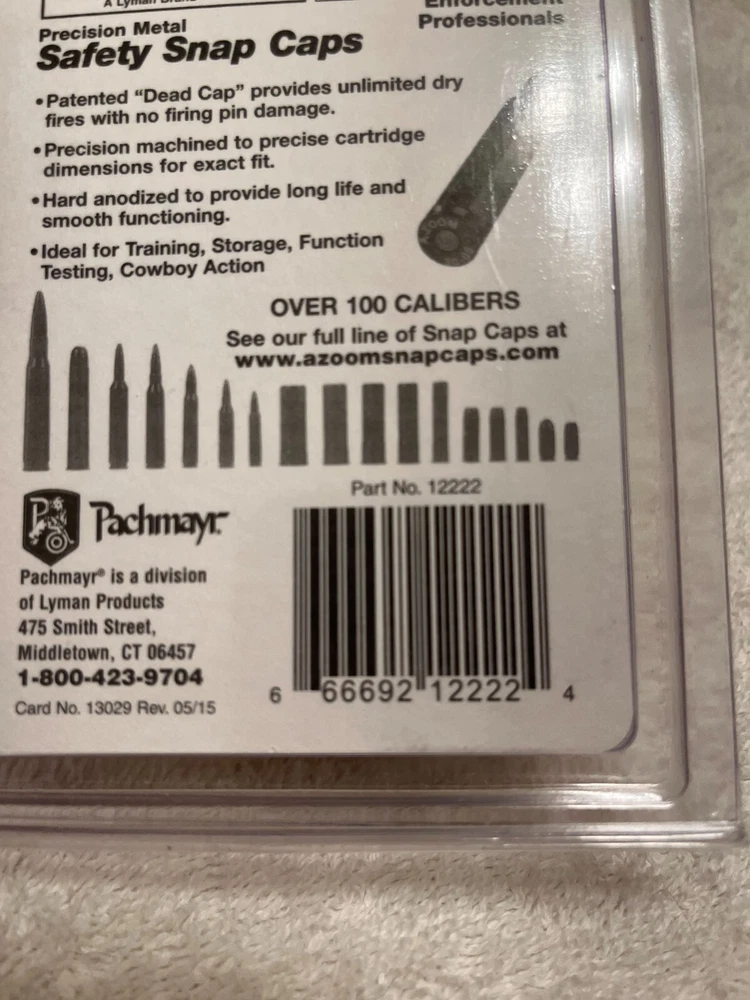 A Lyman Brand
Enforcement
Professionals
Precision Metal
Safety Snap Caps
•Patented “Dead Cap” provides unlimited dry
fires with no firing pin damage.
•Precision machined to precise cartridge
dimensions for exact fit.
•Hard anodized to provide long life and
smooth functioning.
•Ideal for Training, Storage, Function
Testing, Cowboy Action
AZOOM
OVER 100 CALIBERS
See our full line of Snap Caps at
www.azoomsnapcaps.com
Part No. 12222
Pachmayr
Pachmayr® is a division
of Lyman Products
475 Smith Street,
Middletown, CT 06457
1-800-423-9704
Card No. 13029 Rev. 05/15
6 66692 12222 4